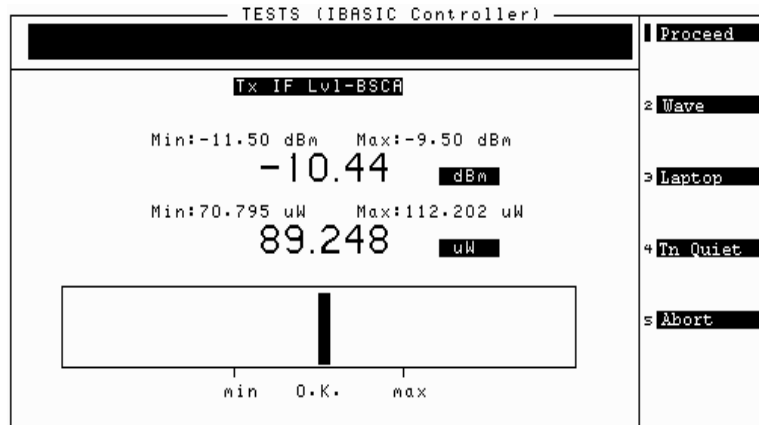 TESTS (IBASIC Controller)
Tx IF Lvl-BSCA
Min:-11.50 dBm Max:-9.50 dBm
-10.44 dBm
Min:70.795 uW Max:112.202 uW
89.248 uW
min O.K. max
1 Proceed
2 Wave
3 Laptop
4 Tn Quiet
5 Abort